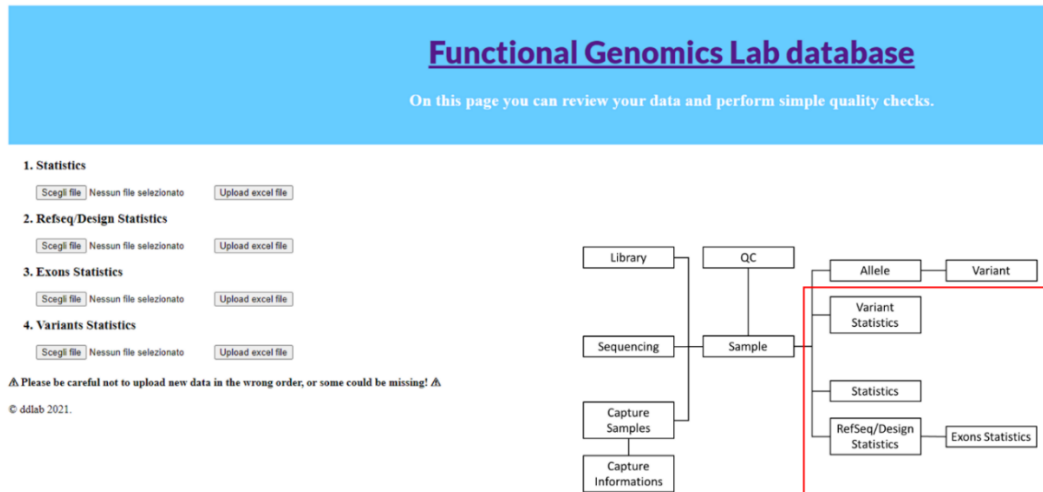 Functional Genomics Lab database
On this page you can review your data and perform simple quality checks.
1. Statistics
Scegli file Nessun file selezionato Upload excel file
2. Refseq/Design Statistics
Scegli file Nessun file selezionato Upload excel file
3. Exons Statistics
Scegli file Nessun file selezionato Upload excel file
4. Variants Statistics
Scegli file Nessun file selezionato Upload excel file
⚠ Please be careful not to upload new data in the wrong order, or some could be missing! ⚠
© ddlab 2021.
Library
QC
Allele
Variant
Variant
Statistics
Sequencing
Sample
Statistics
Capture
Samples
RefSeq/Design
Statistics
Exons Statistics
Capture
Informations